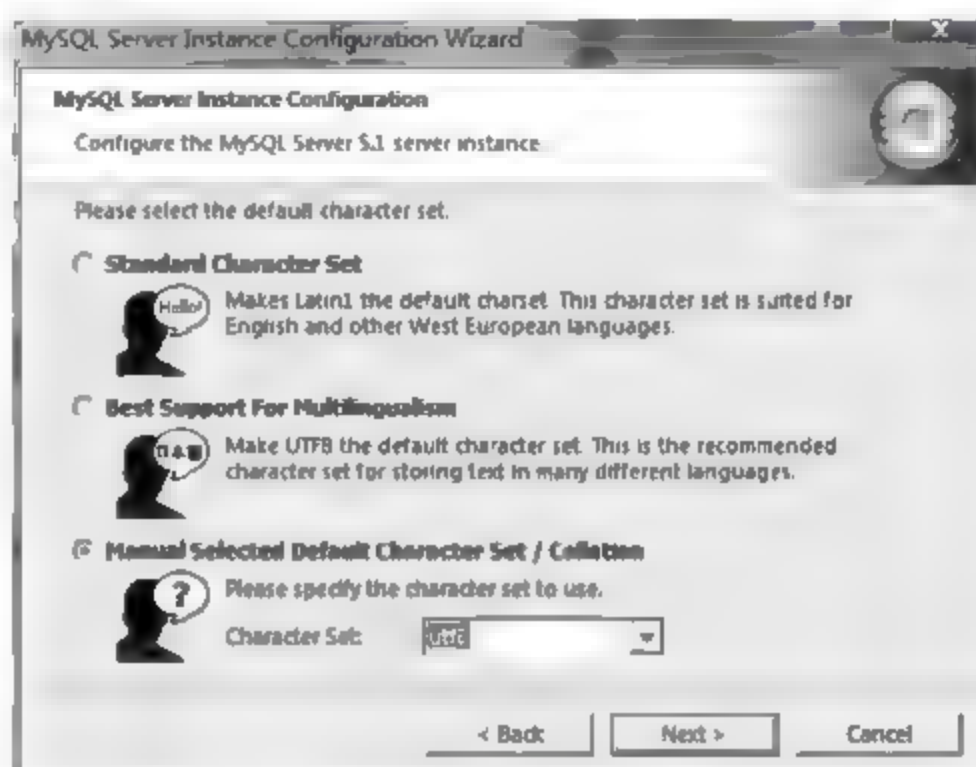 MySQL Server Instance Configuration Wizard
MySQL Server Instance Configuration
Configure the MySQL Server 5.1 server instance.
Please select the default character set.
Standard Character Set
Hello!
Makes Latin1 the default charset. This character set is suited for
English and other West European languages.
Best Support For Multilingualism
Make UTF8 the default character set. This is the recommended
character set for storing text in many different languages.
Manual Selected Default Character Set / Collation
?
Please specify the character set to use.
Character Set: utf8
< Back Next > Cancel